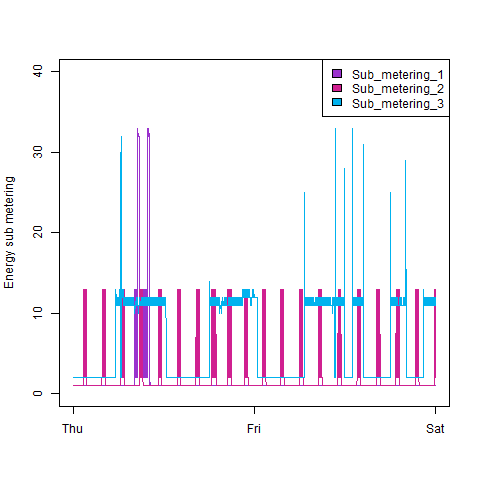 Sub_metering_1
Sub_metering_2
Sub_metering_3
Energy sub metering
40
30
20
10
0
Thu Fri Sat